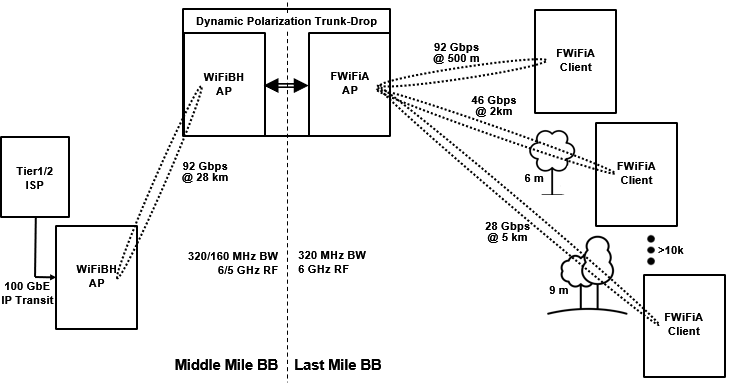 Dynamic Polarization Trunk-Drop
WiFiBH
AP
FWiFiA
AP
92 Gbps
@ 500 m
FWiFiA
Client
46 Gbps
@ 2km
6 m
FWiFiA
Client
Tier1/2
ISP
92 Gbps
@ 28 km
28 Gbps
@ 5 km
>10k
9 m
WiFiBH
AP
100 GbE
IP Transit
320/160 MHz BW
6/5 GHz RF
320 MHz BW
6 GHz RF
FWiFiA
Client
Middle Mile BB
Last Mile BB